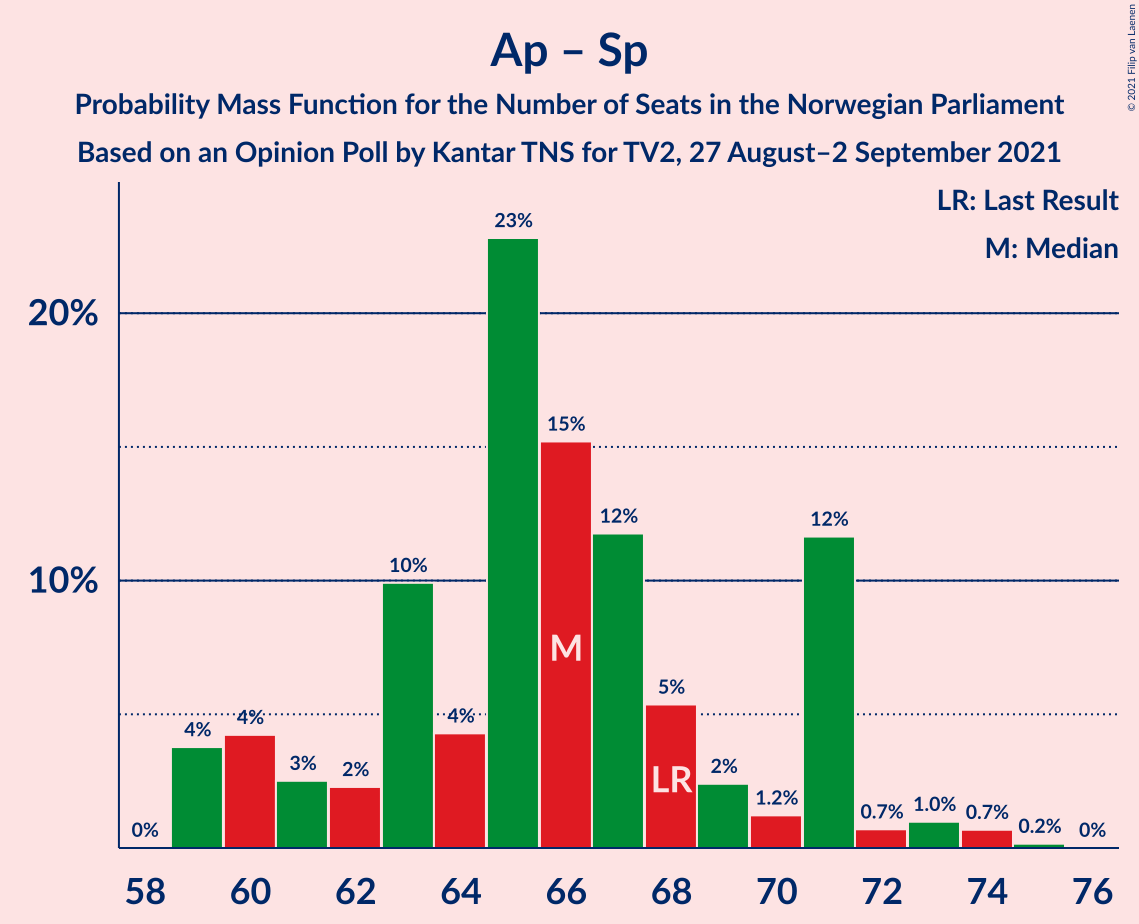 Ap – Sp
Probability Mass Function for the Number of Seats in the Norwegian Parliament
Based on an Opinion Poll by Kantar TNS for TV2, 27 August–2 September 2021
© 2021 Filip van Laenen
LR: Last Result
M: Median
20%
10%
0%
4%
4%
3%
2%
10%
4%
23%
15%
12%
5%
2%
1.2%
12%
0.7%
1.0%
0.7%
0.2%
0%
M
LR
58 60 62 64 66 68 70 72 74 76